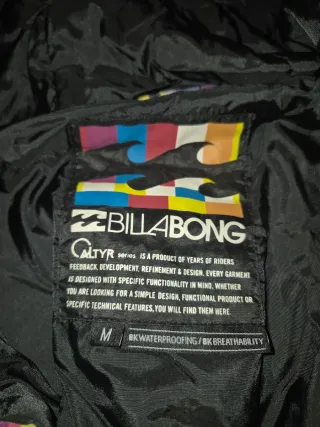 BILLABONG
ALTYR series IS A PRODUCT OF YEARS OF RIDERS
FEEDBACK, DEVELOPMENT, REFINEMENT & DESIGN. EVERY GARMENT
IS DESIGNED WITH SPECIFIC FUNCTIONALITY IN MIND, WHETHER
YOU ARE LOOKING FOR A SIMPLE DESIGN, FUNCTIONAL PRODUCT OR
SPECIFIC TECHNICAL FEATURES, YOU WILL FIND THEM HERE.
M 8K WATERPROOFING / 8K BREATHABILITY